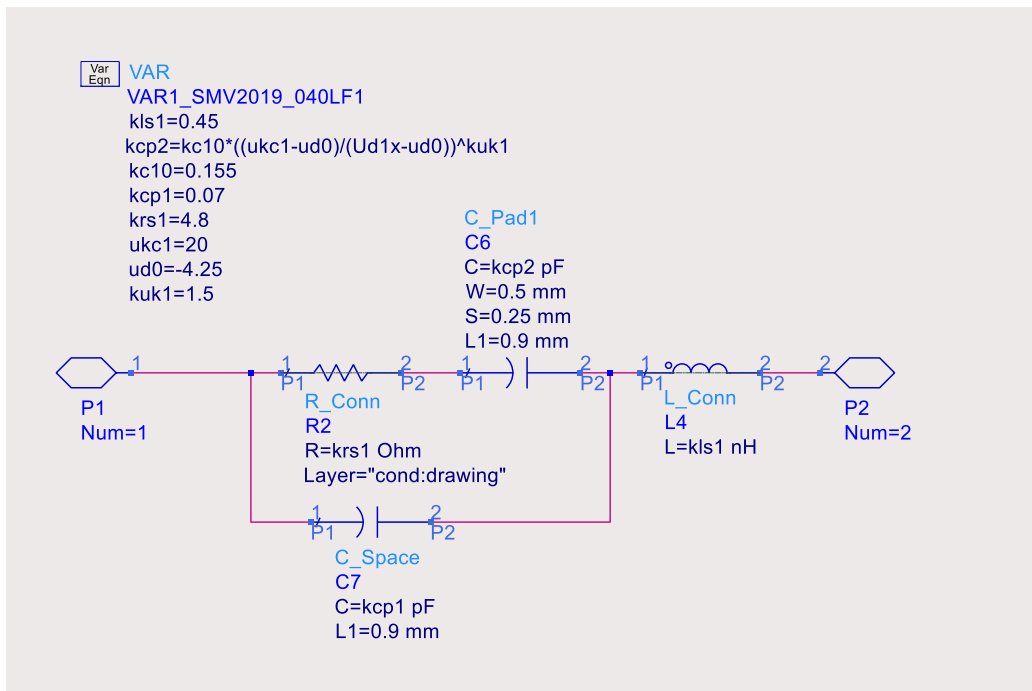 Var
Eqn
VAR
VAR1_SMV2019_040LF1
kls1=0.45
kcp2=kc10*((ukc1-ud0)/(Ud1x-ud0))^kuk1
kc10=0.155
kcp1=0.07
krs1=4.8
ukc1=20
ud0=-4.25
kuk1=1.5
C_Pad1
C6
C=kcp2 pF
W=0.5 mm
S=0.25 mm
L1=0.9 mm
1 1 2 1 2 1 2 2
P1 P2 P1 P2 P1 P2
P1
Num=1
R_Conn
R2
R=krs1 Ohm
Layer="cond:drawing"
L_Conn
L4
L=kls1 nH
P2
Num=2
1 2
P1 P2
C_Space
C7
C=kcp1 pF
L1=0.9 mm